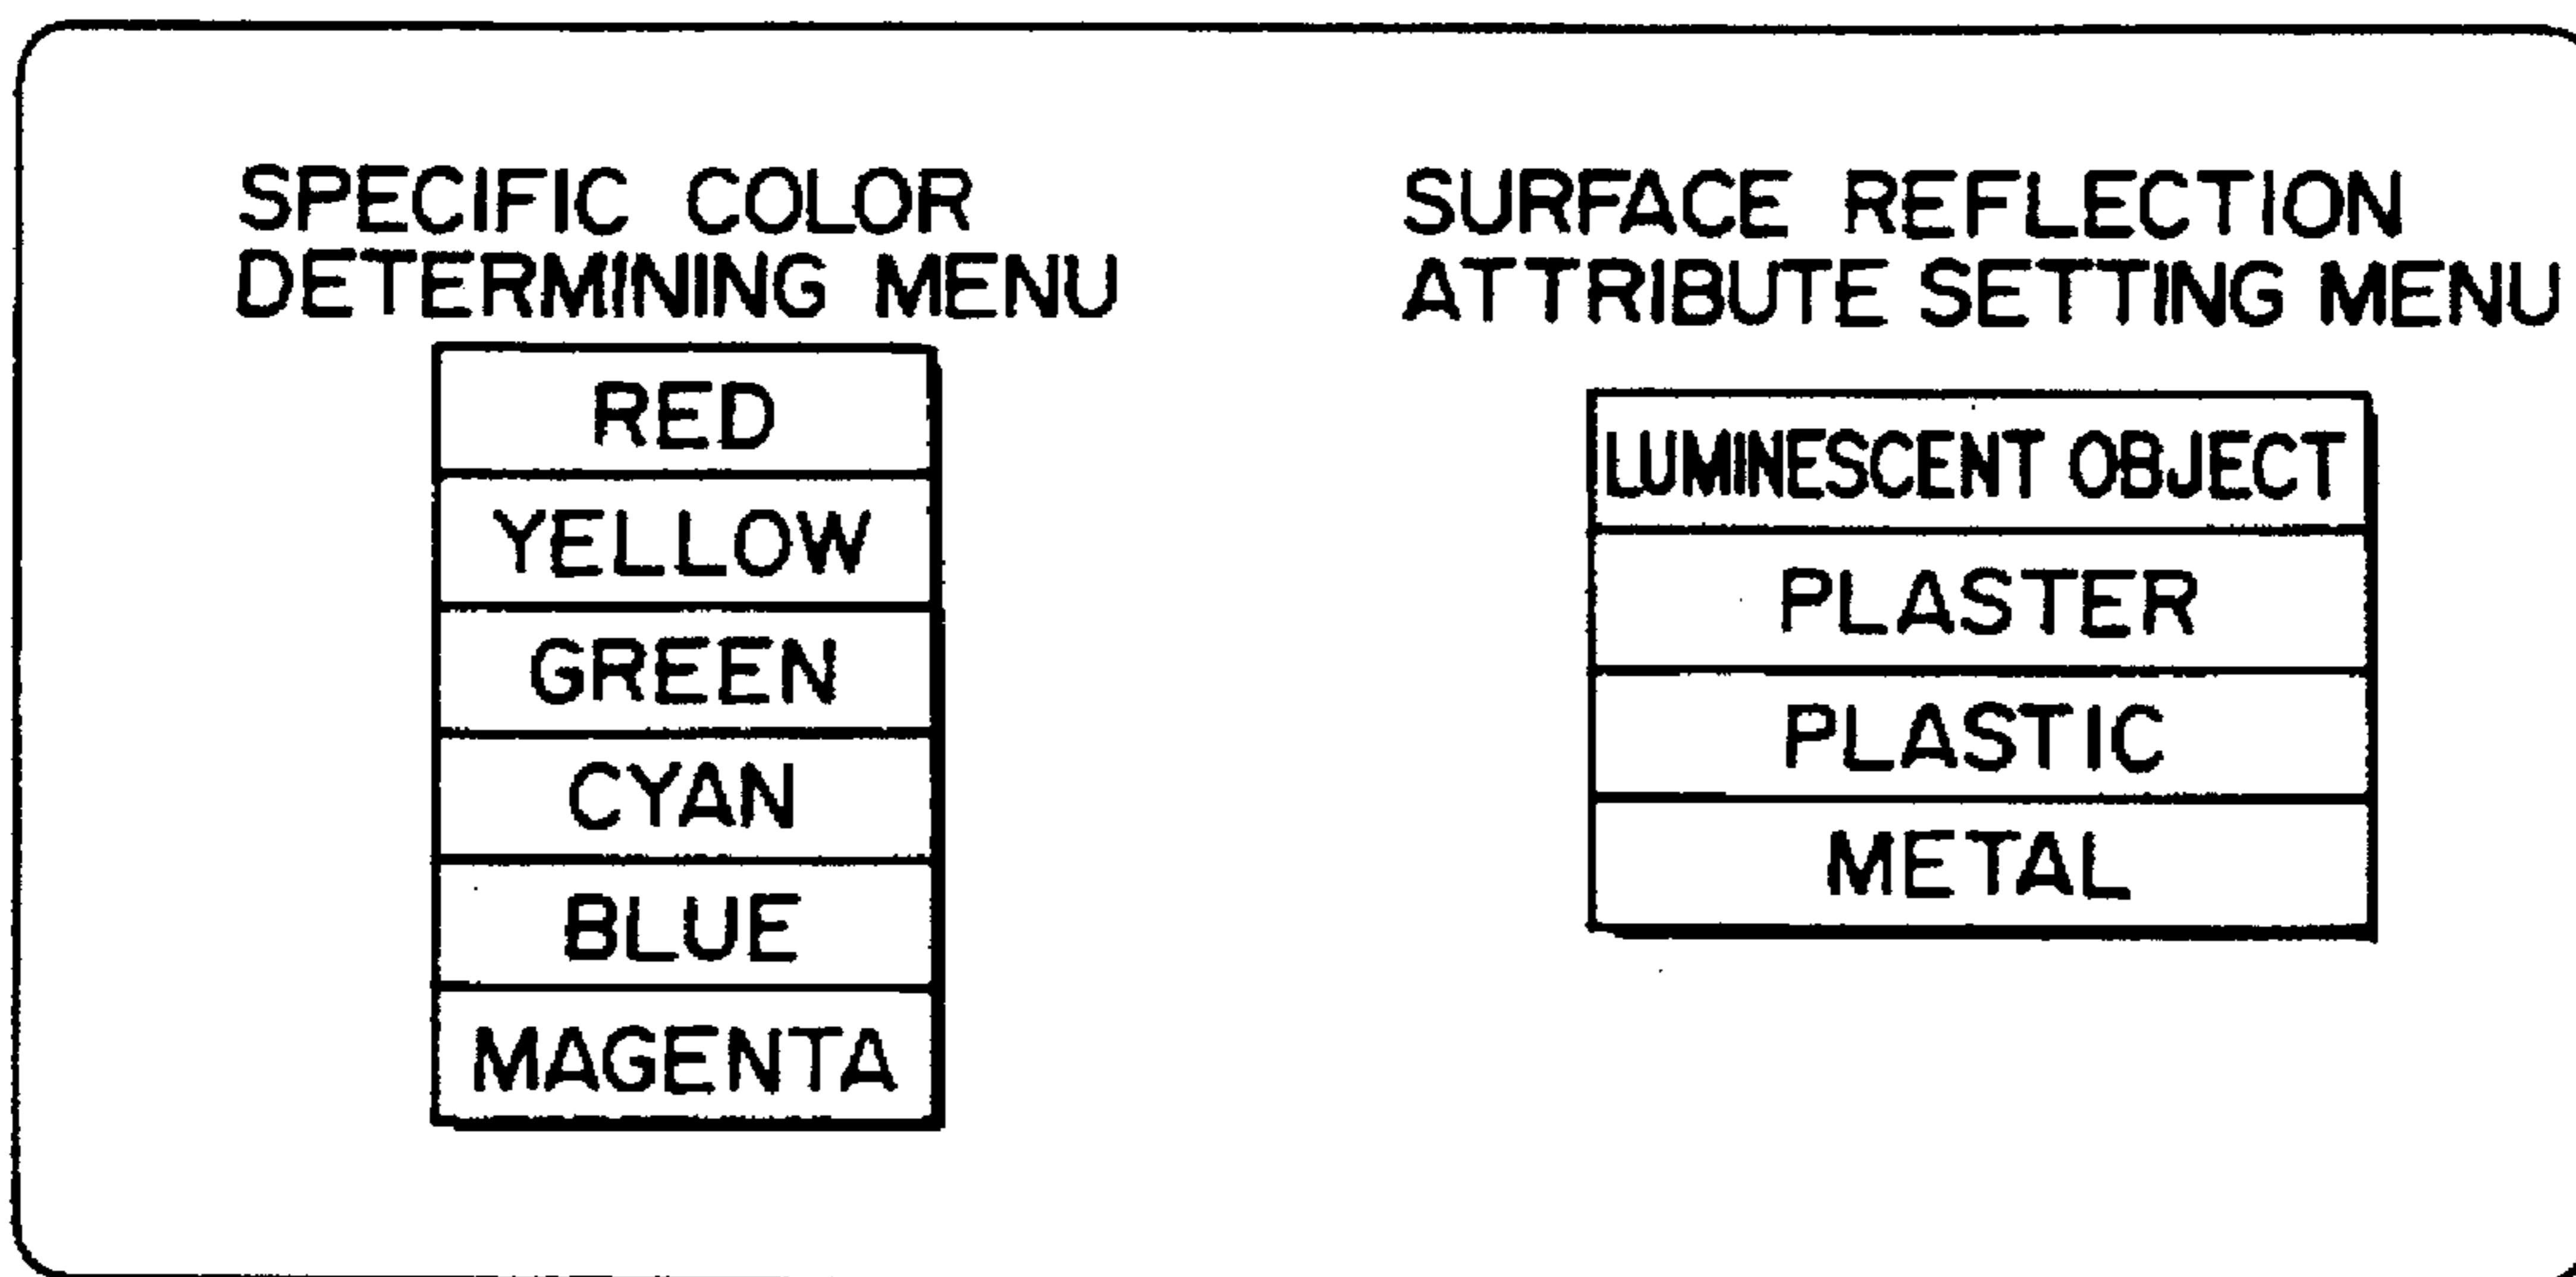 SPECIFIC COLOR
DETERMINING MENU
RED
YELLOW
GREEN
CYAN
BLUE
MAGENTA
SURFACE REFLECTION
ATTRIBUTE SETTING MENU
LUMINESCENT OBJECT
PLASTER
PLASTIC
METAL